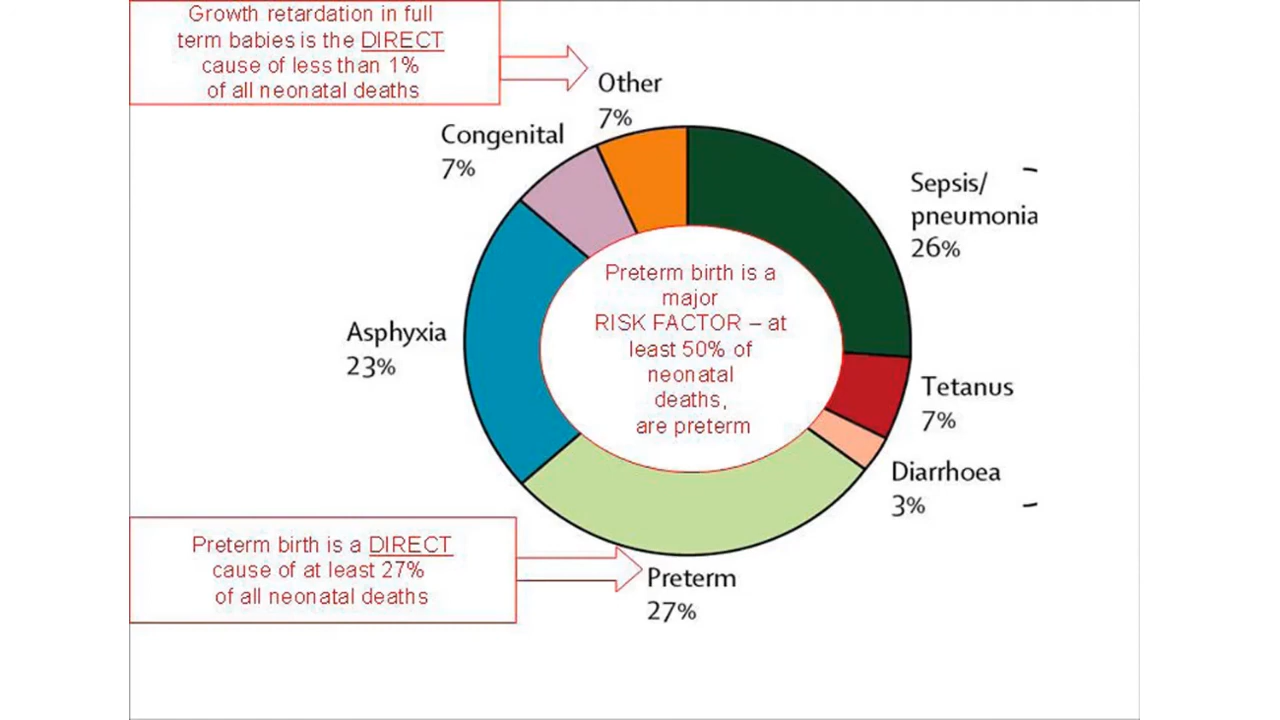 Growth retardation in full
term babies is the DIRECT
cause of less than 1%
of all neonatal deaths
Other
7%
Congenital
7%
Sepsis/
pneumonia
26%
Preterm birth is a
major
RISK FACTOR – at
least 50% of
neonatal
deaths,
are preterm
Asphyxia
23%
Tetanus
7%
Diarrhoea
3%
Preterm birth is a DIRECT
cause of at least 27%
of all neonatal deaths
Preterm
27%